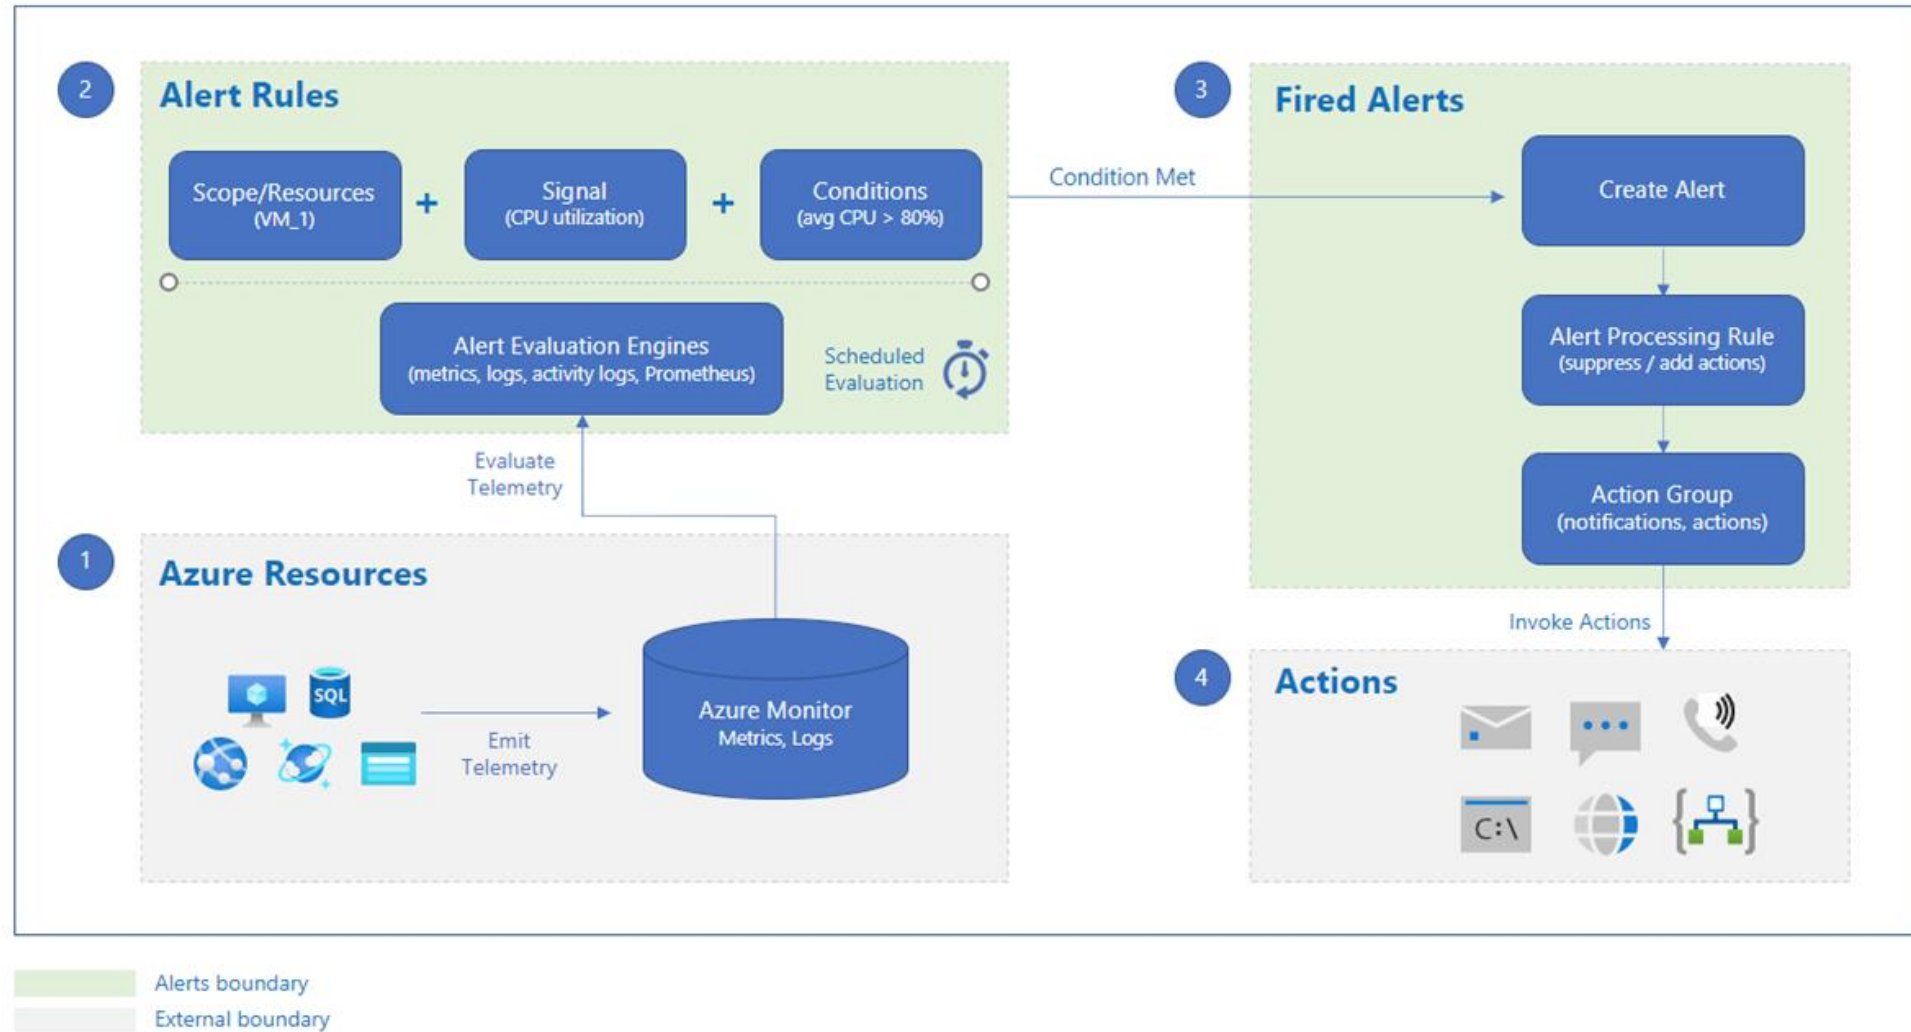 2
Alert Rules
Scope/Resources
(VM_1)
+
Signal
(CPU utilization)
+
Conditions
(avg CPU > 80%)
Alert Evaluation Engines
(metrics, logs, activity logs, Prometheus)
Scheduled
Evaluation
Condition Met
3
Fired Alerts
Create Alert
Alert Processing Rule
(suppress / add actions)
Action Group
(notifications, actions)
Evaluate
Telemetry
Invoke Actions
1
Azure Resources
SQL
Emit
Telemetry
Azure Monitor
Metrics, Logs
4
Actions
C:\
Alerts boundary
External boundary